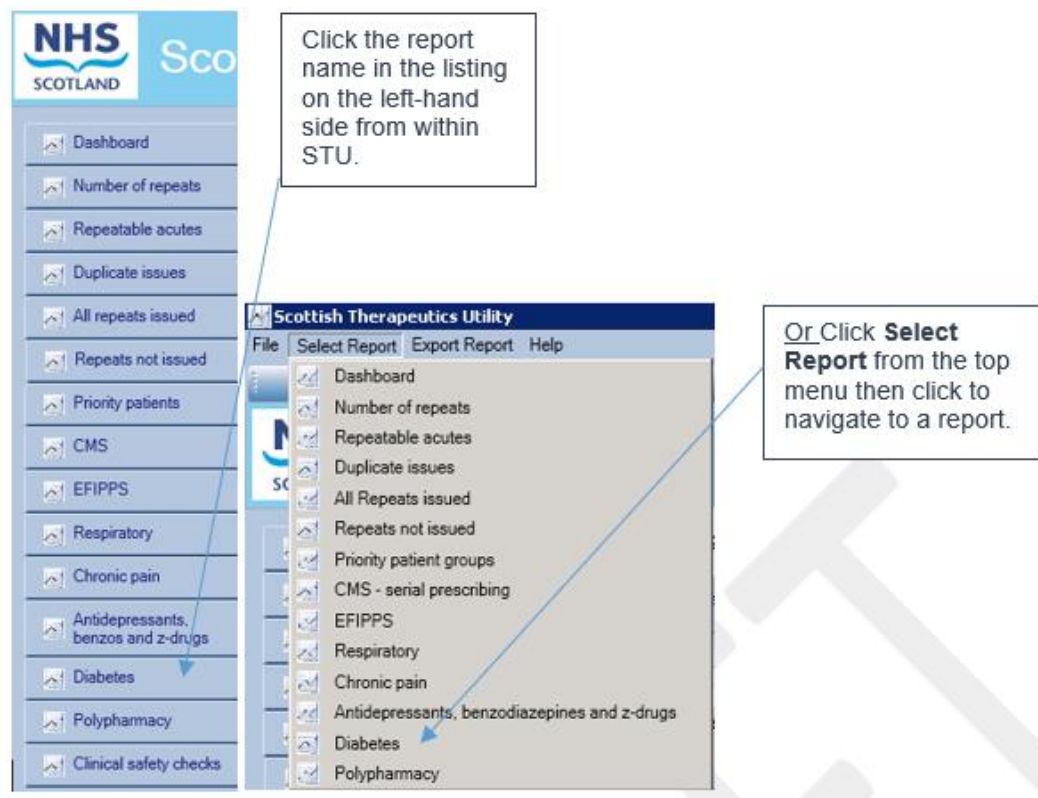 NHS
SCOTLAND
Sco
Click the report
name in the listing
on the left-hand
side from within
STU.
Dashboard
Number of repeats
Repeatable acutes
Duplicate issues
All repeats issued
Repeats not issued
Priority patients
CMS
EFIPPS
Respiratory
Chronic pain
Antidepressants,
benzos and z-drugs
Diabetes
Polypharmacy
Clinical safety checks
Scottish Therapeutics Utility
File Select Report Export Report Help
Dashboard
Number of repeats
Repeatable acutes
Duplicate issues
All Repeats issued
Repeats not issued
Priority patient groups
CMS - serial prescribing
EFIPPS
Respiratory
Chronic pain
Antidepressants, benzodiazepines and z-drugs
Diabetes
Polypharmacy
Or Click Select
Report from the top
menu then click to
navigate to a report.